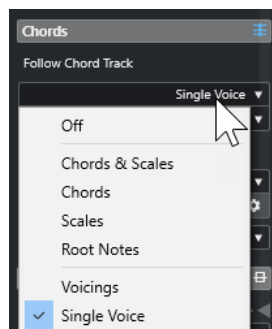 Chords
Follow Chord Track
Single Voice
Off
Chords & Scales
Chords
Scales
Root Notes
Voicings
Single Voice